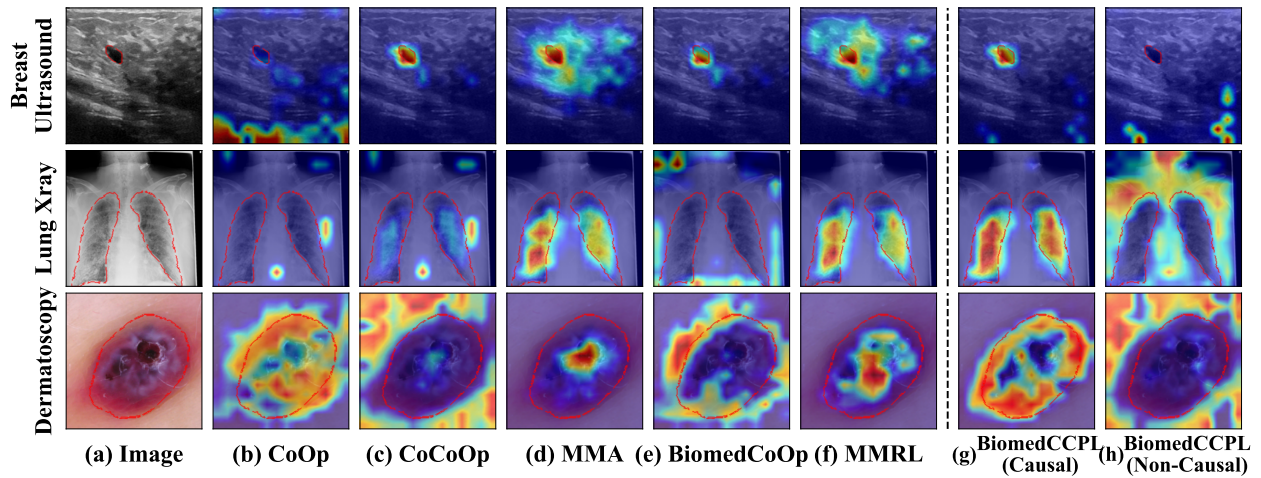 Breast
Ultrasound
Lung Xray
Dermatoscopy
(a) Image
(b) CoOp
(c) CoCoOp
(d) MMA
(e) BiomedCoOp
(f) MMRL
(g) BiomedCCPL
(Causal)
(h) BiomedCCPL
(Non-Causal)